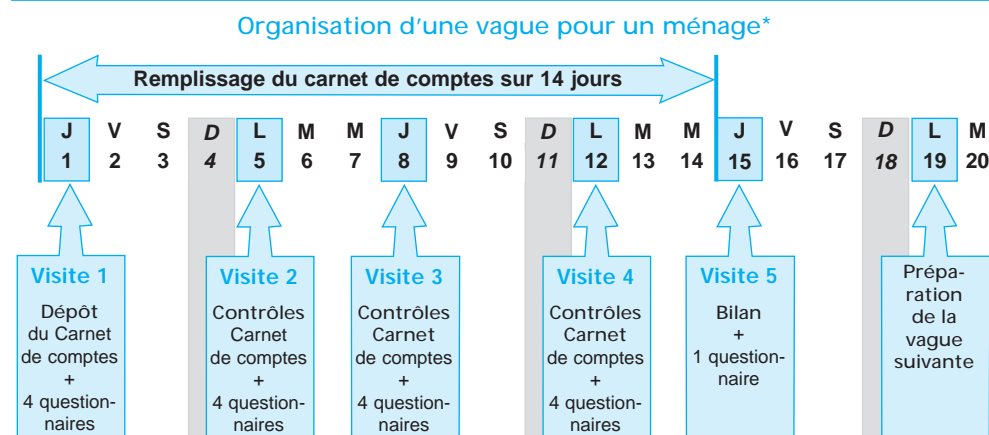 Organisation d'une vague pour un ménage*
Remplissage du carnet de comptes sur 14 jours
J V S D L M M J V S D L M M J V S D L M
1 2 3 4 5 6 7 8 9 10 11 12 13 14 15 16 17 18 19 20
Visite 1
Dépôt
du Carnet
de comptes
+
4 question-
naires
Visite 2
Contrôles
Carnet
de comptes
+
4 question-
naires
Visite 3
Contrôles
Carnet
de comptes
+
4 question-
naires
Visite 4
Contrôles
Carnet
de comptes
+
4 question-
naires
Visite 5
Bilan
+
1 question-
naire
Prépa-
ration
de la
vague
suivante